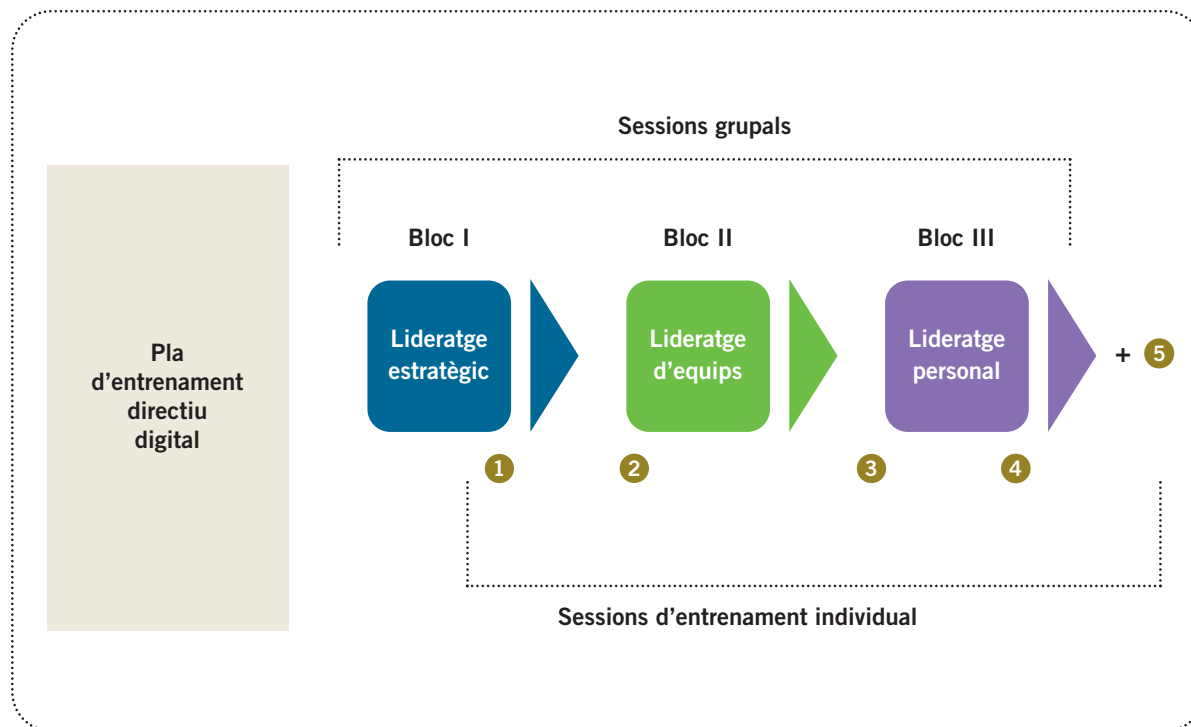 Sessions grupals
Bloc I
Bloc II
Bloc III
Pla
d’entrenament
directiu
digital
Lideratge
estratègic
Lideratge
d’equips
Lideratge
personal
+ 5
1
2
3
4
Sessions d’entrenament individual